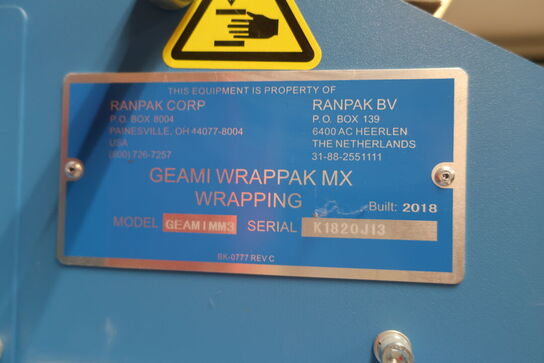 THIS EQUIPMENT IS PROPERTY OF
RANPAK CORP
P.O. BOX 8004
PAINESVILLE, OH 44077-8004
USA
(800) 726-7257
RANPAK BV
P.O. BOX 139
6400 AC HEERLEN
THE NETHERLANDS
31-88-2551111
GEAMI WRAPPAK MX
WRAPPING
Built: 2018
MODEL GEAMIMM3 SERIAL K1820J13
BK-0777 REV C